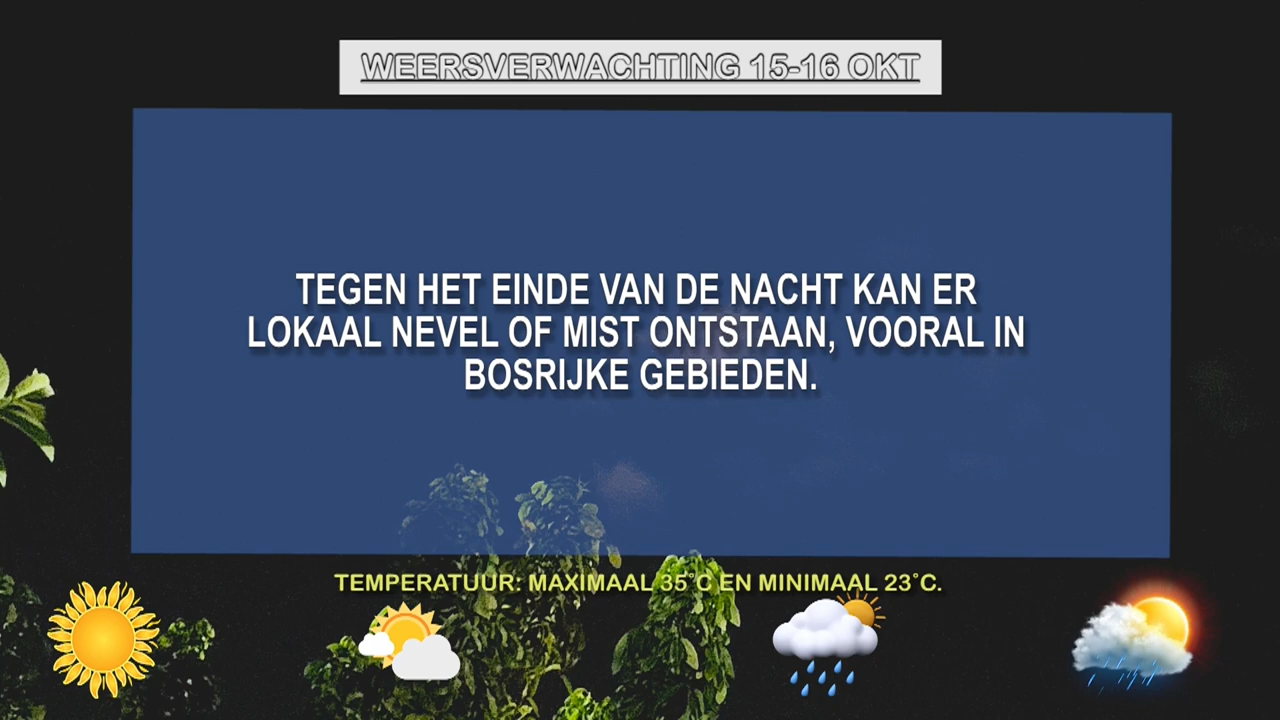 WEERSVERWACHTING 15-16 OKT
TEGEN HET EINDE VAN DE NACHT KAN ER
LOKAAL NEVEL OF MIST ONTSTAAN, VOORAL IN
BOSRIJKE GEBIEDEN.
TEMPERATUUR: MAXIMAAL 35°C EN MINIMAAL 23°C.